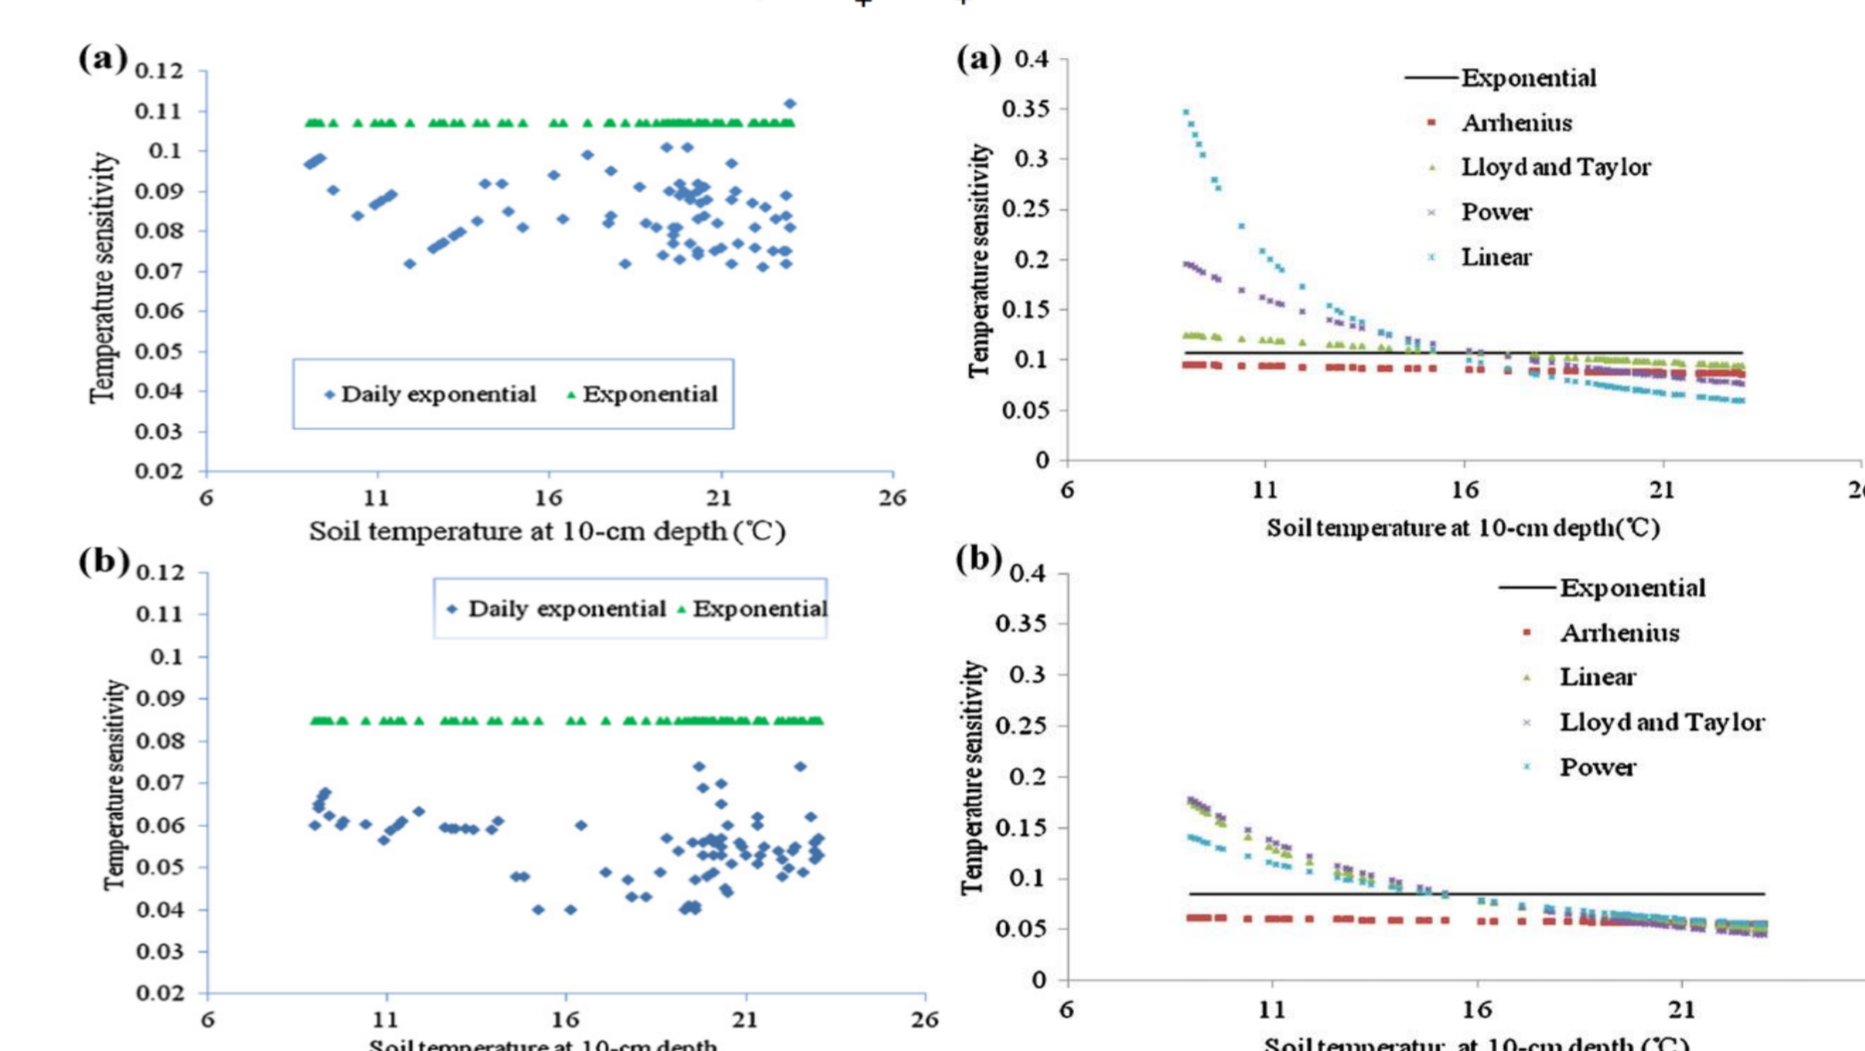 (a)
0.12
0.11
0.1
0.09
0.08
0.07
0.06
0.05
0.04
0.03
0.02
Temperature sensitivity
Daily exponential Exponential
6 11 16 21 26
Soil temperature at 10-cm depth(℃)
(a)
0.4
0.35
0.3
0.25
0.2
0.15
0.1
0.05
0
Temperature sensitivity
Exponential
Arrhenius
Lloyd and Taylor
Power
Linear
6 11 16 21
Soil temperature at 10-cm depth(℃)
(b)
0.12
0.11
0.1
0.09
0.08
0.07
0.06
0.05
0.04
0.03
0.02
Temperature sensitivity
Daily exponential Exponential
6 11 16 21 26
Soil temperature at 10-cm depth
(b)
0.4
0.35
0.3
0.25
0.2
0.15
0.1
0.05
0
Temperature sensitivity
Exponential
Arrhenius
Linear
Lloyd and Taylor
Power
6 11 16 21
Soil temperatur, at 10-cm depth (℃)